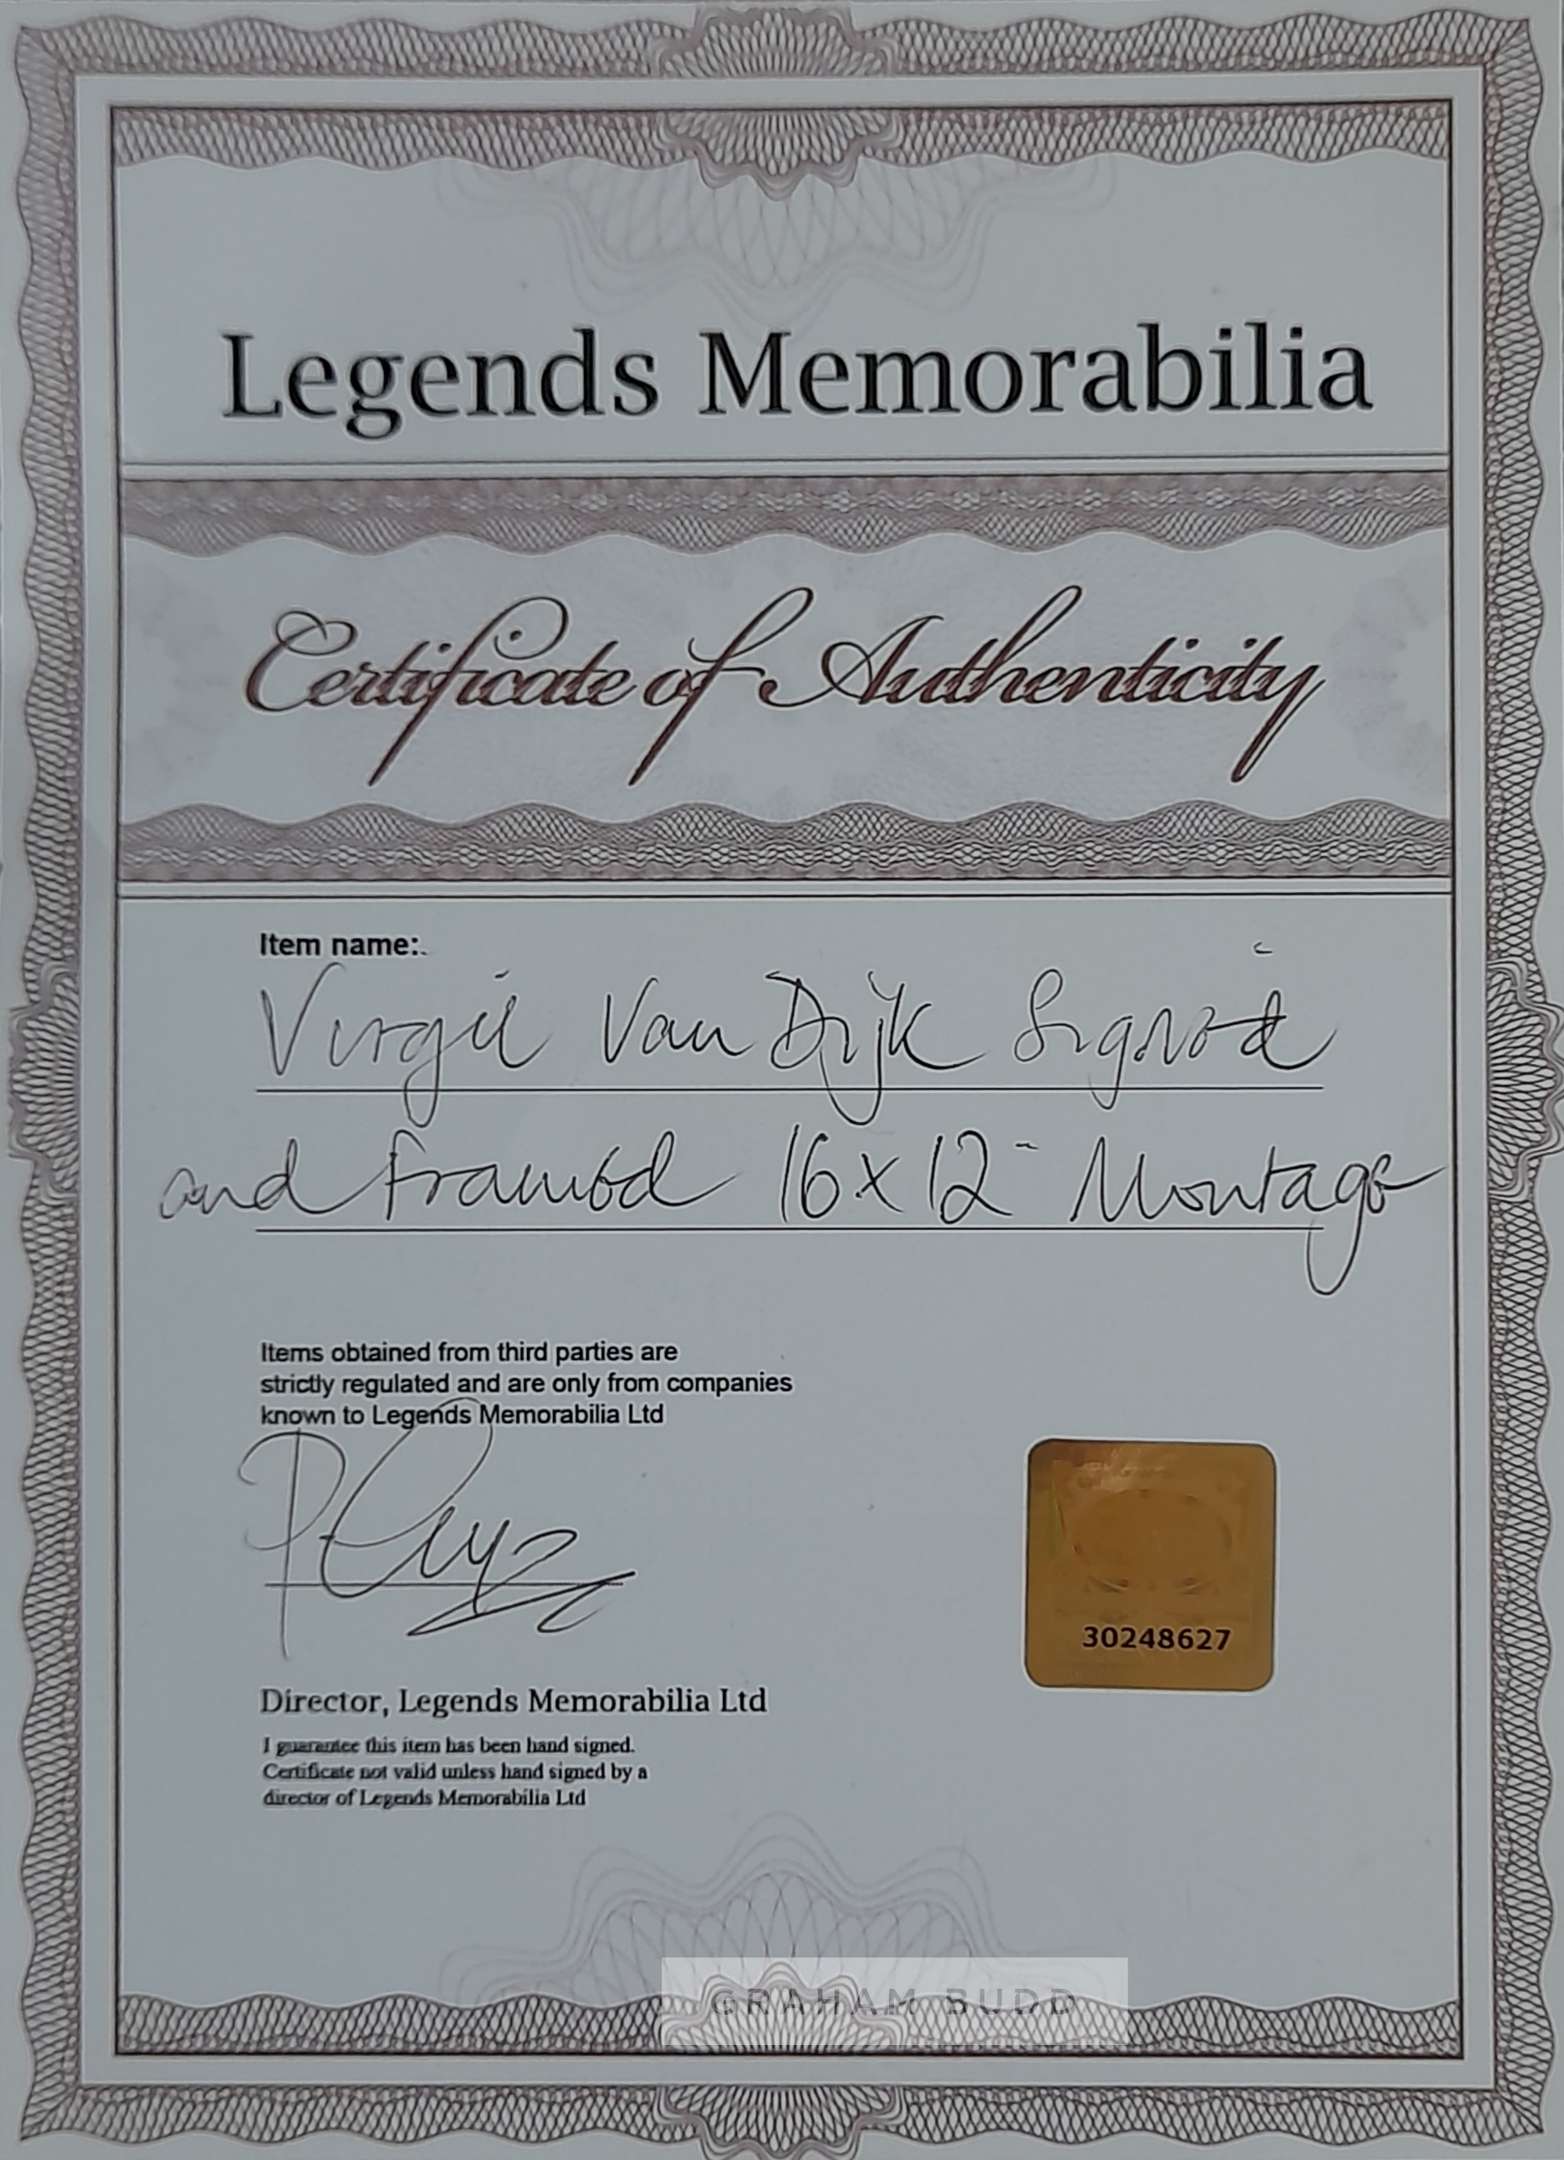 Legends Memorabilia
Certificate of Authenticity
Item name:
Virgil Van Dijk Signed
and framed 16x12" Montage
Items obtained from third parties are
strictly regulated and are only from companies
known to Legends Memorabilia Ltd
30248627
Director, Legends Memorabilia Ltd
I guarantee this item has been hand signed.
Certificate not valid unless hand signed by a
director of Legends Memorabilia Ltd
GRAHAM BUDD